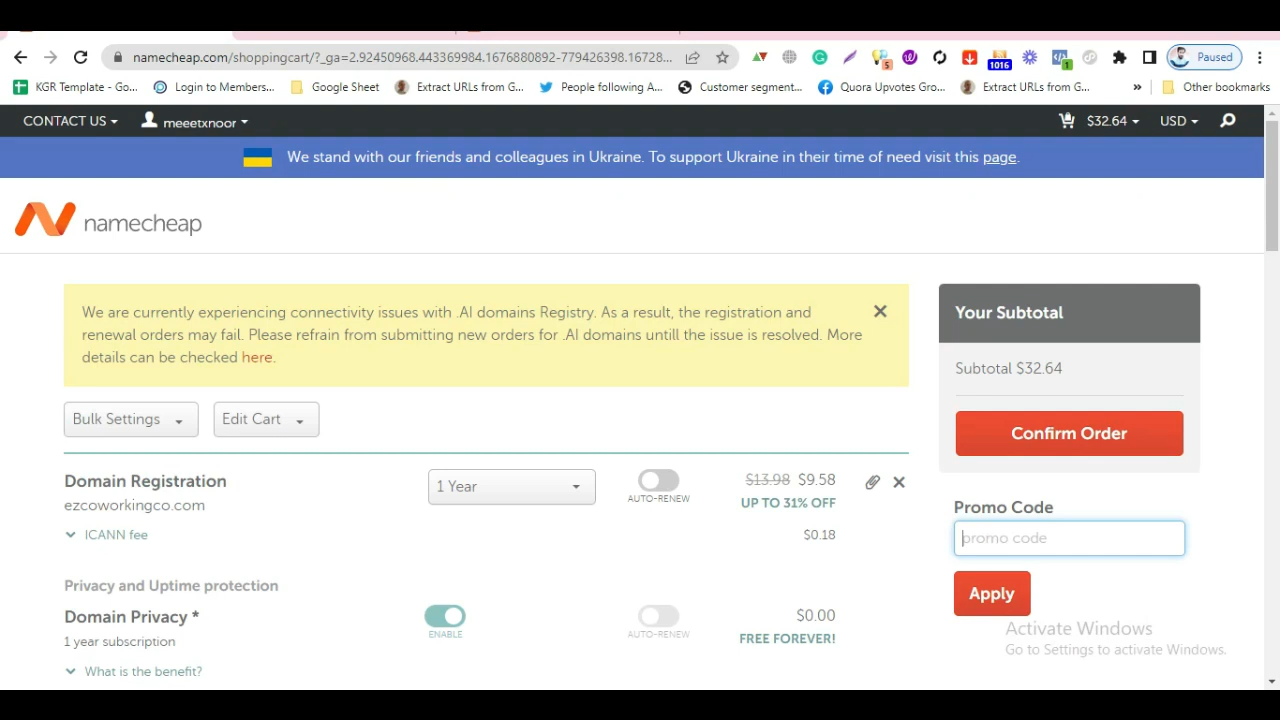 namecheap.com/shoppingcart/?_ga=2.92450968.443369984.1676880892-779426398.16728...
5
1016
1
Paused
KGR Template - Go...
Login to Members...
Google Sheet
Extract URLs from G...
People following A...
Customer segment...
Quora Upvotes Gro...
Extract URLs from G...
»
Other bookmarks
CONTACT US
meeetxnoor
$32.64
USD
We stand with our friends and colleagues in Ukraine. To support Ukraine in their time of need visit this page.
namecheap
We are currently experiencing connectivity issues with .AI domains Registry. As a result, the registration and
renewal orders may fail. Please refrain from submitting new orders for .AI domains untill the issue is resolved. More
details can be checked here.
Your Subtotal
Subtotal $32.64
Confirm Order
Bulk Settings
Edit Cart
Domain Registration
ezcoworkingco.com
1 Year
AUTO-RENEW
$13.98 $9.58
UP TO 31% OFF
ICANN fee
$0.18
Promo Code
promo code
Apply
Privacy and Uptime protection
Domain Privacy *
1 year subscription
ENABLE
AUTO-RENEW
$0.00
FREE FOREVER!
What is the benefit?
Activate Windows
Go to Settings to activate Windows.